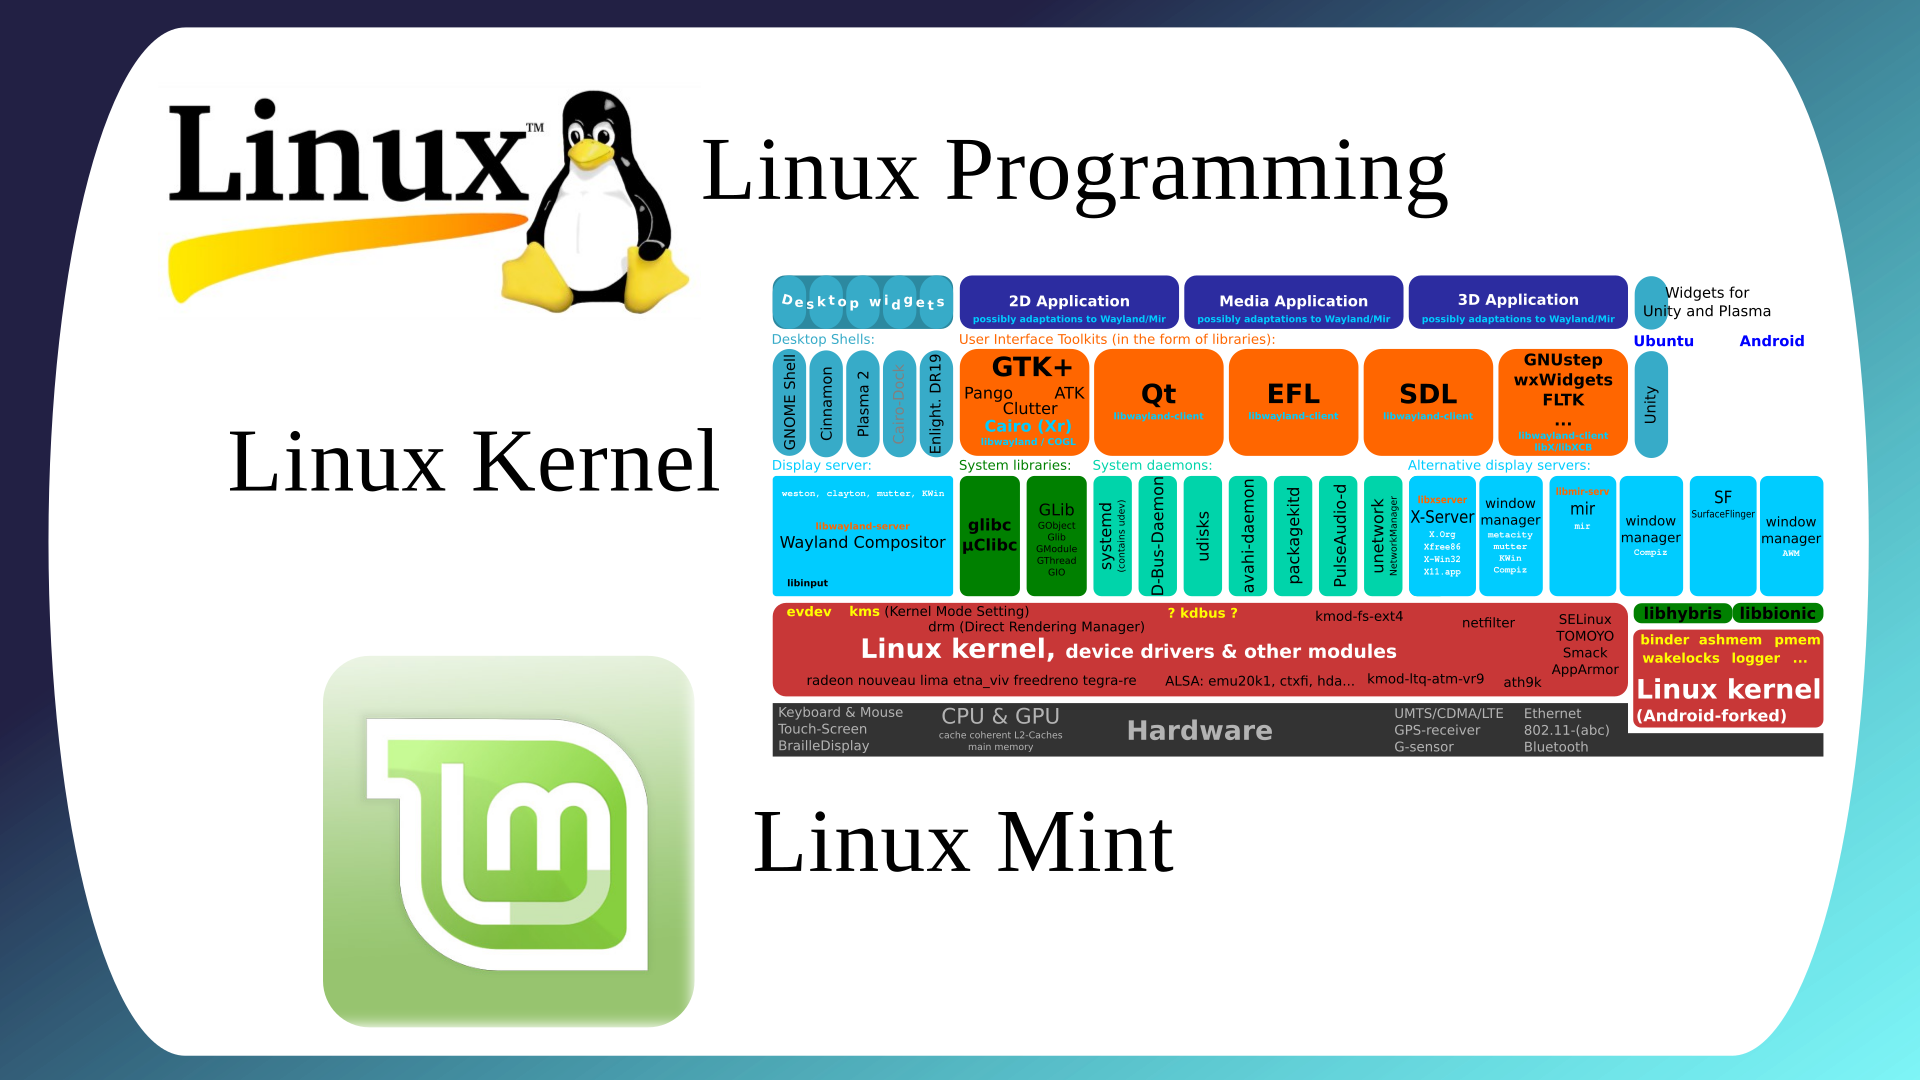 Linux™
Linux Programming
Desktop widgets
2D Application
possibly adaptations to Wayland/Mir
Media Application
possibly adaptations to Wayland/Mir
3D Application
possibly adaptations to Wayland/Mir
Widgets for
Unity and Plasma
Desktop Shells:
User Interface Toolkits (in the form of libraries):
Ubuntu
Android
GNOME Shell
Cinnamon
Plasma 2
Cairo-Dock
Enlight. DR19
GTK+
Pango ATK
Clutter
Cairo (Xr)
libwayland / COGL
Qt
libwayland-client
EFL
libwayland-client
SDL
libwayland-client
GNUstep
wxWidgets
FLTK
...
libwayland-client
libX/libXCB
Unity
Linux Kernel
Display server:
System libraries:
System daemons:
Alternative display servers:
weston, clayton, mutter, KWin
libwayland-server
Wayland Compositor
libinput
glibc
µClibc
GLib
GObject
Glib
GModule
GThread
GIO
systemd
(contains udev)
D-Bus-Daemon
udisks
avahi-daemon
packagekitd
PulseAudio-d
unetwork
NetworkManager
libxserver
X-Server
X.Org
Xfree86
X-Win32
X11.app
window
manager
metacity
mutter
KWin
Compiz
libmir-serv
mir
mir
window
manager
Compiz
SF
SurfaceFlinger
window
manager
AWM
evdev kms (Kernel Mode Setting)
drm (Direct Rendering Manager)
? kdbus ?
kmod-fs-ext4
netfilter
SELinux
TOMOYO
Smack
AppArmor
Linux kernel, device drivers & other modules
radeon nouveau lima etna_viv freedreno tegra-re
ALSA: emu20k1, ctxfi, hda...
kmod-ltq-atm-vr9
ath9k
libhybris
libbionic
binder ashmem pmem
wakelocks logger ...
Linux kernel
(Android-forked)
Keyboard & Mouse
Touch-Screen
BrailleDisplay
CPU & GPU
cache coherent L2-Caches
main memory
Hardware
UMTS/CDMA/LTE
GPS-receiver
G-sensor
Ethernet
802.11-(abc)
Bluetooth
lm
Linux Mint